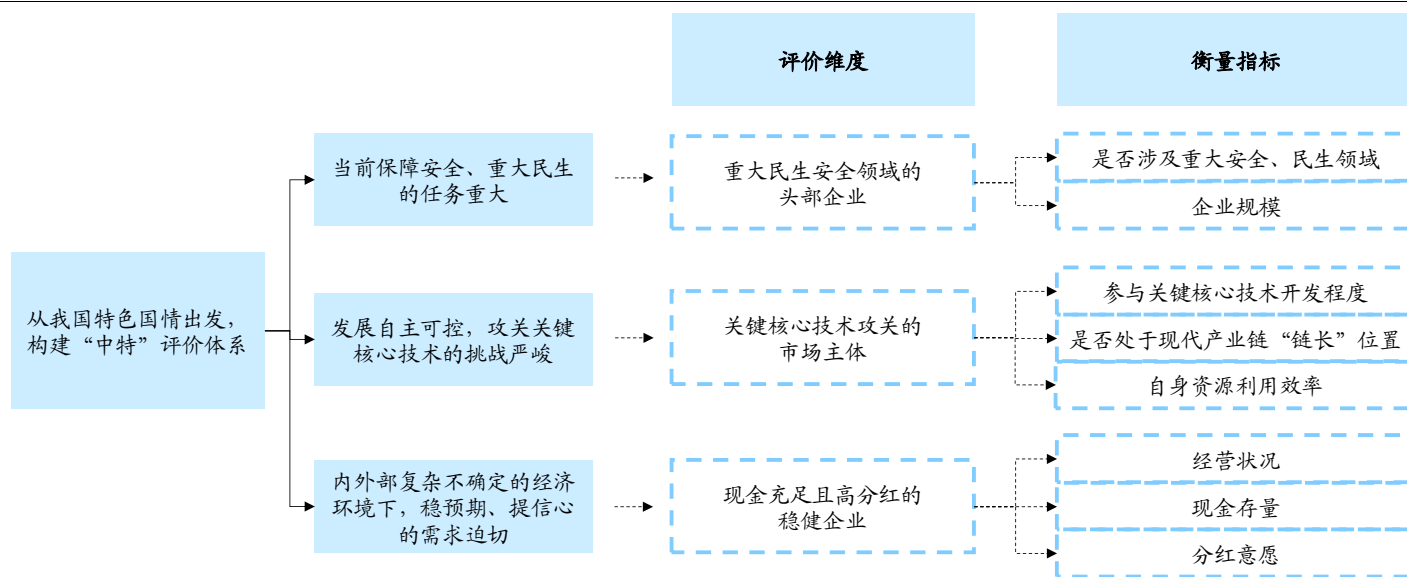 评价维度
衡量指标
从我国特色国情出发，
构建“中特”评价体系
当前保障安全、重大民生
的任务重大
重大民生安全领域的
头部企业
是否涉及重大安全、民生领域
企业规模
发展自主可控，攻关关键
核心技术的挑战严峻
关键核心技术攻关的
市场主体
参与关键核心技术开发程度
是否处于现代产业链“链长”位置
自身资源利用效率
内外部复杂不确定的经济
环境下，稳预期、提信心
的需求迫切
现金充足且高分红的
稳健企业
经营状况
现金存量
分红意愿